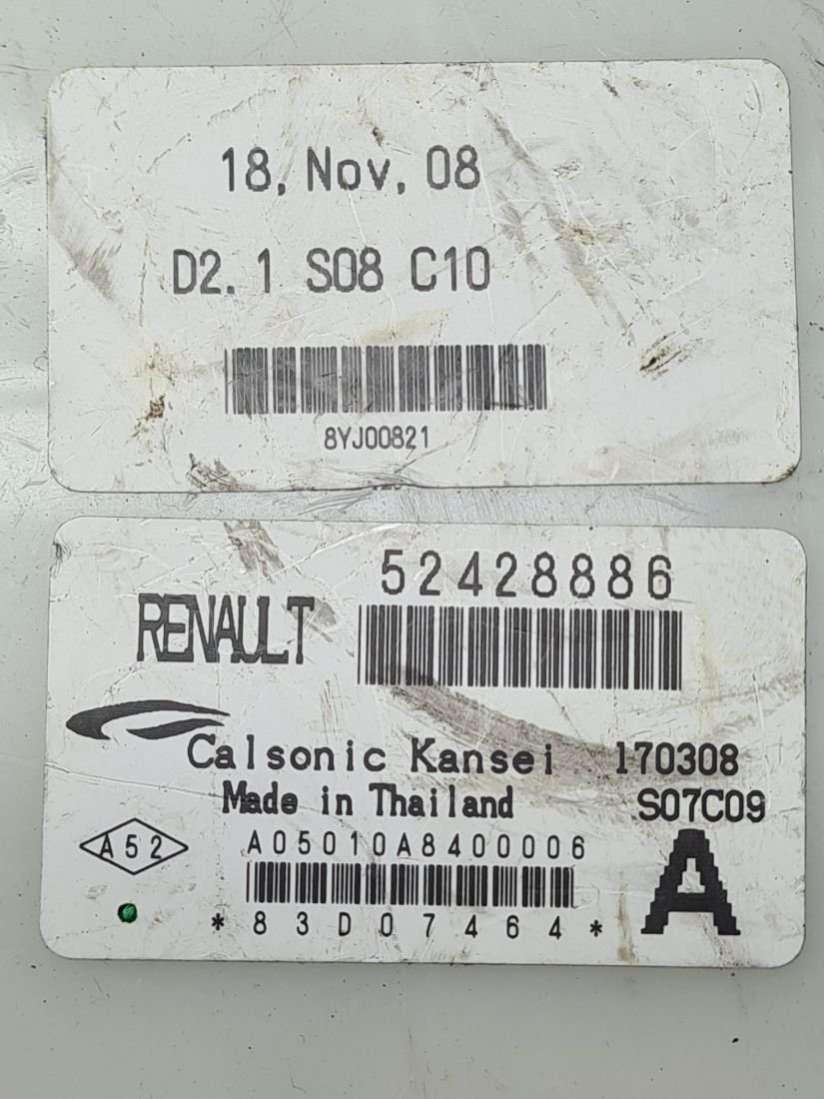 18, Nov, 08
D2.1 S08 C10
8YJ00821
52428886
RENAULT
Calsonic Kansei 170308
Made in Thailand S07C09
A52 A05010A8400006
A
*83D07464*